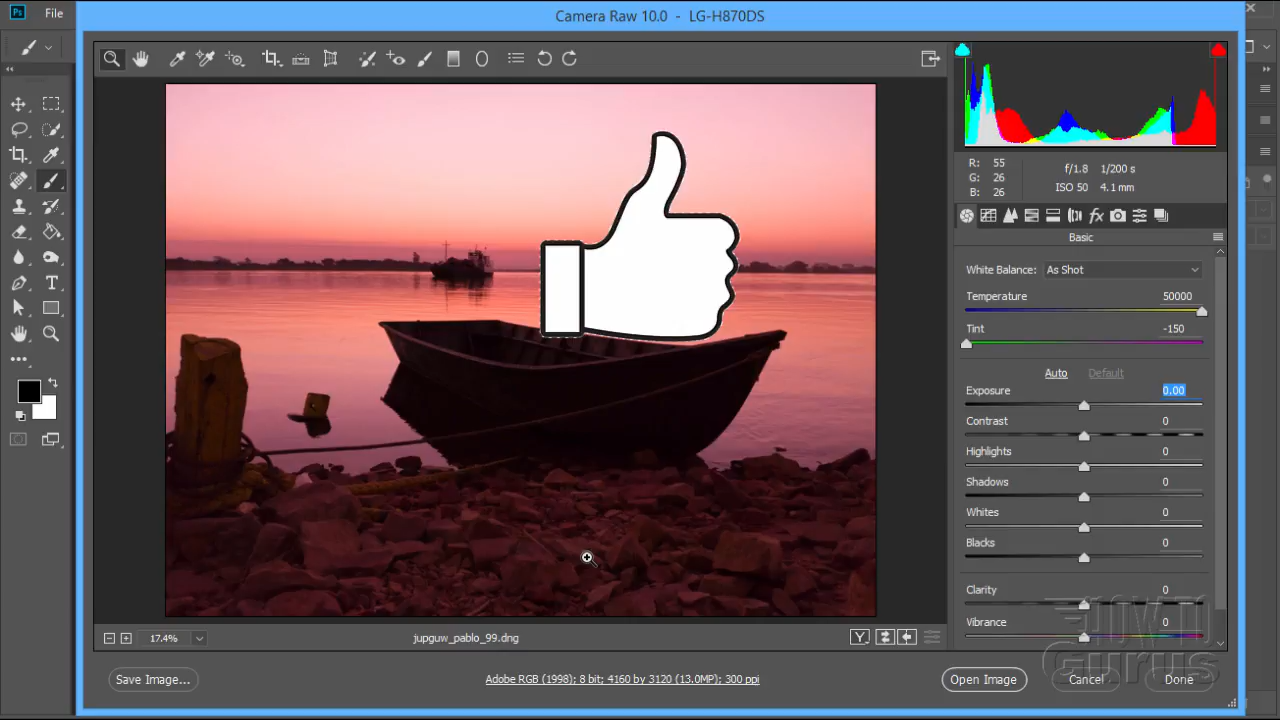 Ps File
Camera Raw 10.0 - LG-H870DS
R: 55
G: 26
B: 26
f/1.8 1/200 s
ISO 50 4.1 mm
Basic
White Balance: As Shot
Temperature 50000
Tint -150
Auto Default
Exposure 0.00
Contrast 0
Highlights 0
Shadows 0
Whites 0
Blacks 0
Clarity 0
Vibrance 0
17.4% jupguw_pablo_99.dng
Save Image... Adobe RGB (1998); 8 bit; 4160 by 3120 (13.0MP); 300 ppi Open Image Cancel Done
HOWTO
Gurus